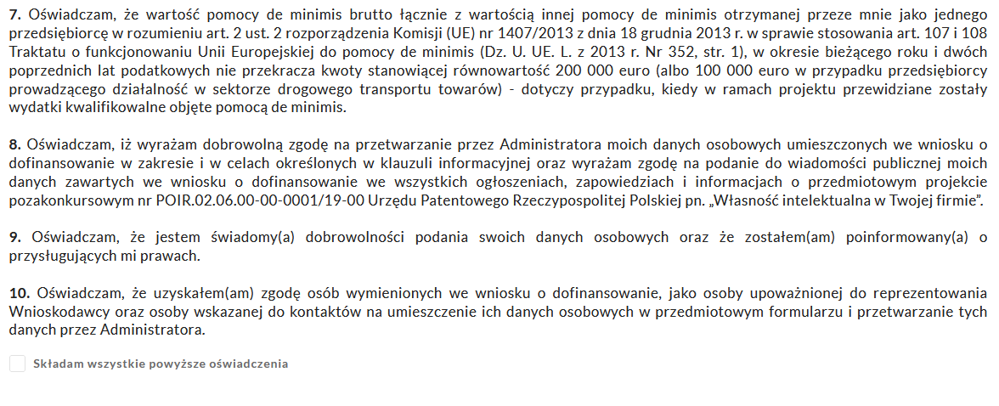 7. Oświadczam, że wartość pomocy de minimis brutto łącznie z wartością innej pomocy de minimis otrzymanej przeze mnie jako jednego
przedsiębiorcę w rozumieniu art. 2 ust. 2 rozporządzenia Komisji (UE) nr 1407/2013 z dnia 18 grudnia 2013 r. w sprawie stosowania art. 107 i 108
Traktatu o funkcjonowaniu Unii Europejskiej do pomocy de minimis (Dz. U. UE. L. z 2013 r. Nr 352, str. 1), w okresie bieżącego roku i dwóch
poprzednich lat podatkowych nie przekracza kwoty stanowiącej równowartość 200 000 euro (albo 100 000 euro w przypadku przedsiębiorcy
prowadzącego działalność w sektorze drogowego transportu towarów) - dotyczy przypadku, kiedy w ramach projektu przewidziane zostały
wydatki kwalifikowalne objęte pomocą de minimis.
8. Oświadczam, iż wyrażam dobrowolną zgodę na przetwarzanie przez Administratora moich danych osobowych umieszczonych we wniosku o
dofinansowanie w zakresie i w celach określonych w klauzuli informacyjnej oraz wyrażam zgodę na podanie do wiadomości publicznej moich
danych zawartych we wniosku o dofinansowanie we wszystkich ogłoszeniach, zapowiedziach i informacjach o przedmiotowym projekcie
pozakonkursowym nr POIR.02.06.00-00-0001/19-00 Urzędu Patentowego Rzeczypospolitej Polskiej pn. „Własność intelektualna w Twojej firmie”.
9. Oświadczam, że jestem świadomy(a) dobrowolności podania swoich danych osobowych oraz że zostałem(am) poinformowany(a) o
przysługujących mi prawach.
10. Oświadczam, że uzyskałem(am) zgodę osób wymienionych we wniosku o dofinansowanie, jako osoby upoważnionej do reprezentowania
Wnioskodawcy oraz osoby wskazanej do kontaktów na umieszczenie ich danych osobowych w przedmiotowym formularzu i przetwarzanie tych
danych przez Administratora.
Składam wszystkie powyższe oświadczenia